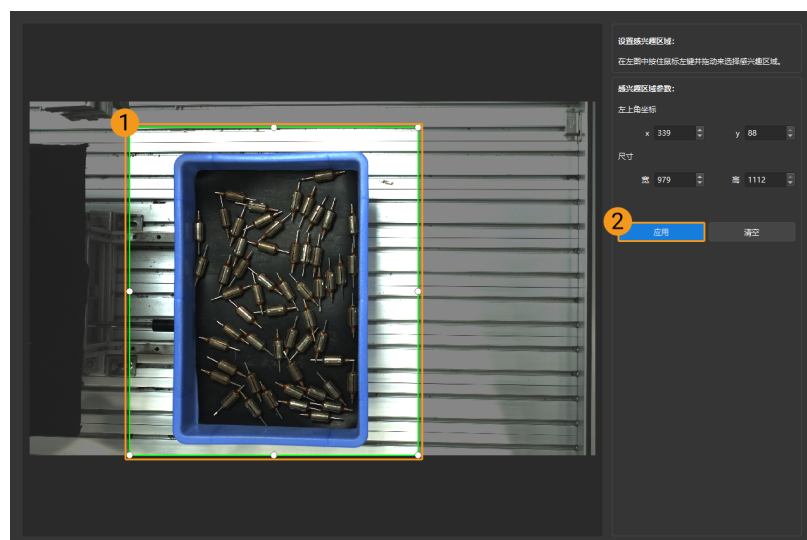 1
设置感兴趣区域：
在左图中按住鼠标左键并拖动来选择感兴趣区域。
感兴趣区域参数：
左上角坐标
x 339 y 88
尺寸
宽 979 高 1112
2
应用 清空